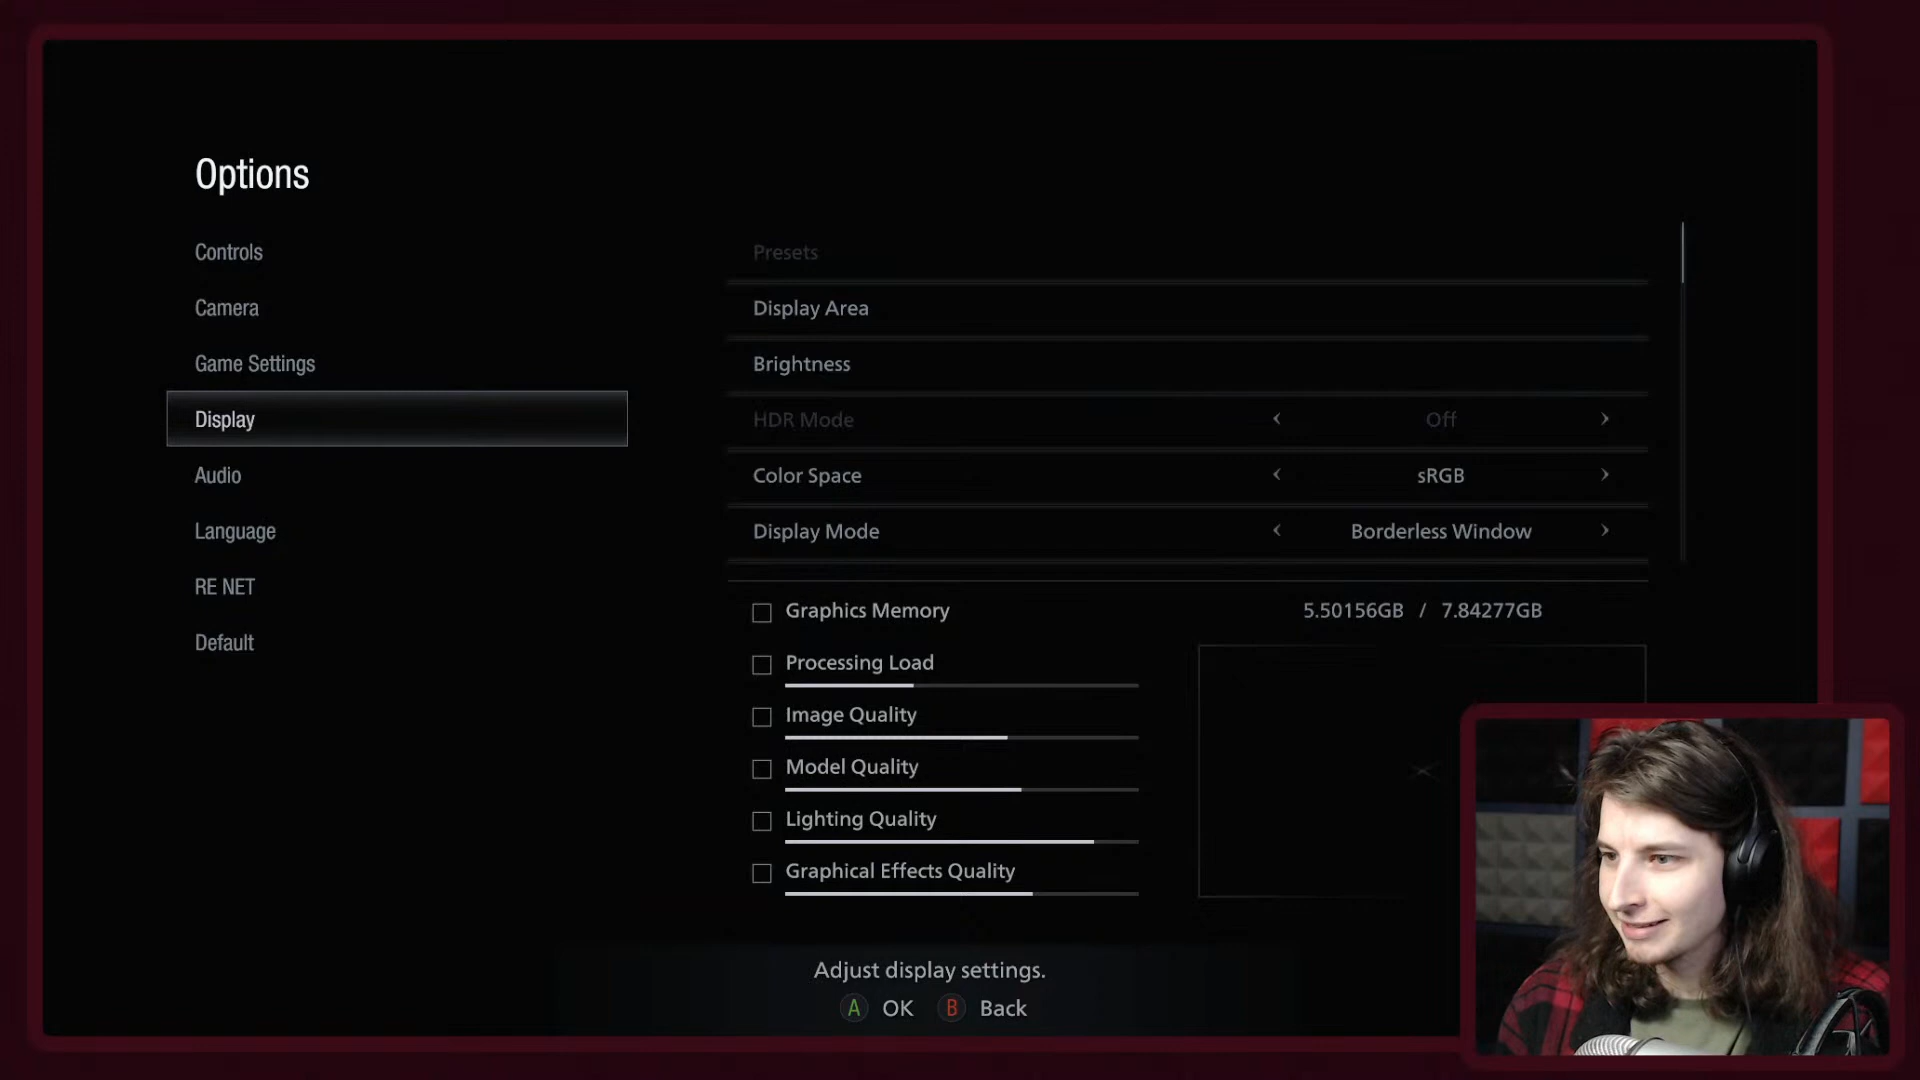 Options
Controls
Camera
Game Settings
Display
Audio
Language
RE NET
Default
Presets
Display Area
Brightness
HDR Mode < Off >
Color Space < sRGB >
Display Mode < Borderless Window >
Graphics Memory 5.50156GB / 7.84277GB
Processing Load
Image Quality
Model Quality
Lighting Quality
Graphical Effects Quality
Adjust display settings.
A OK B Back